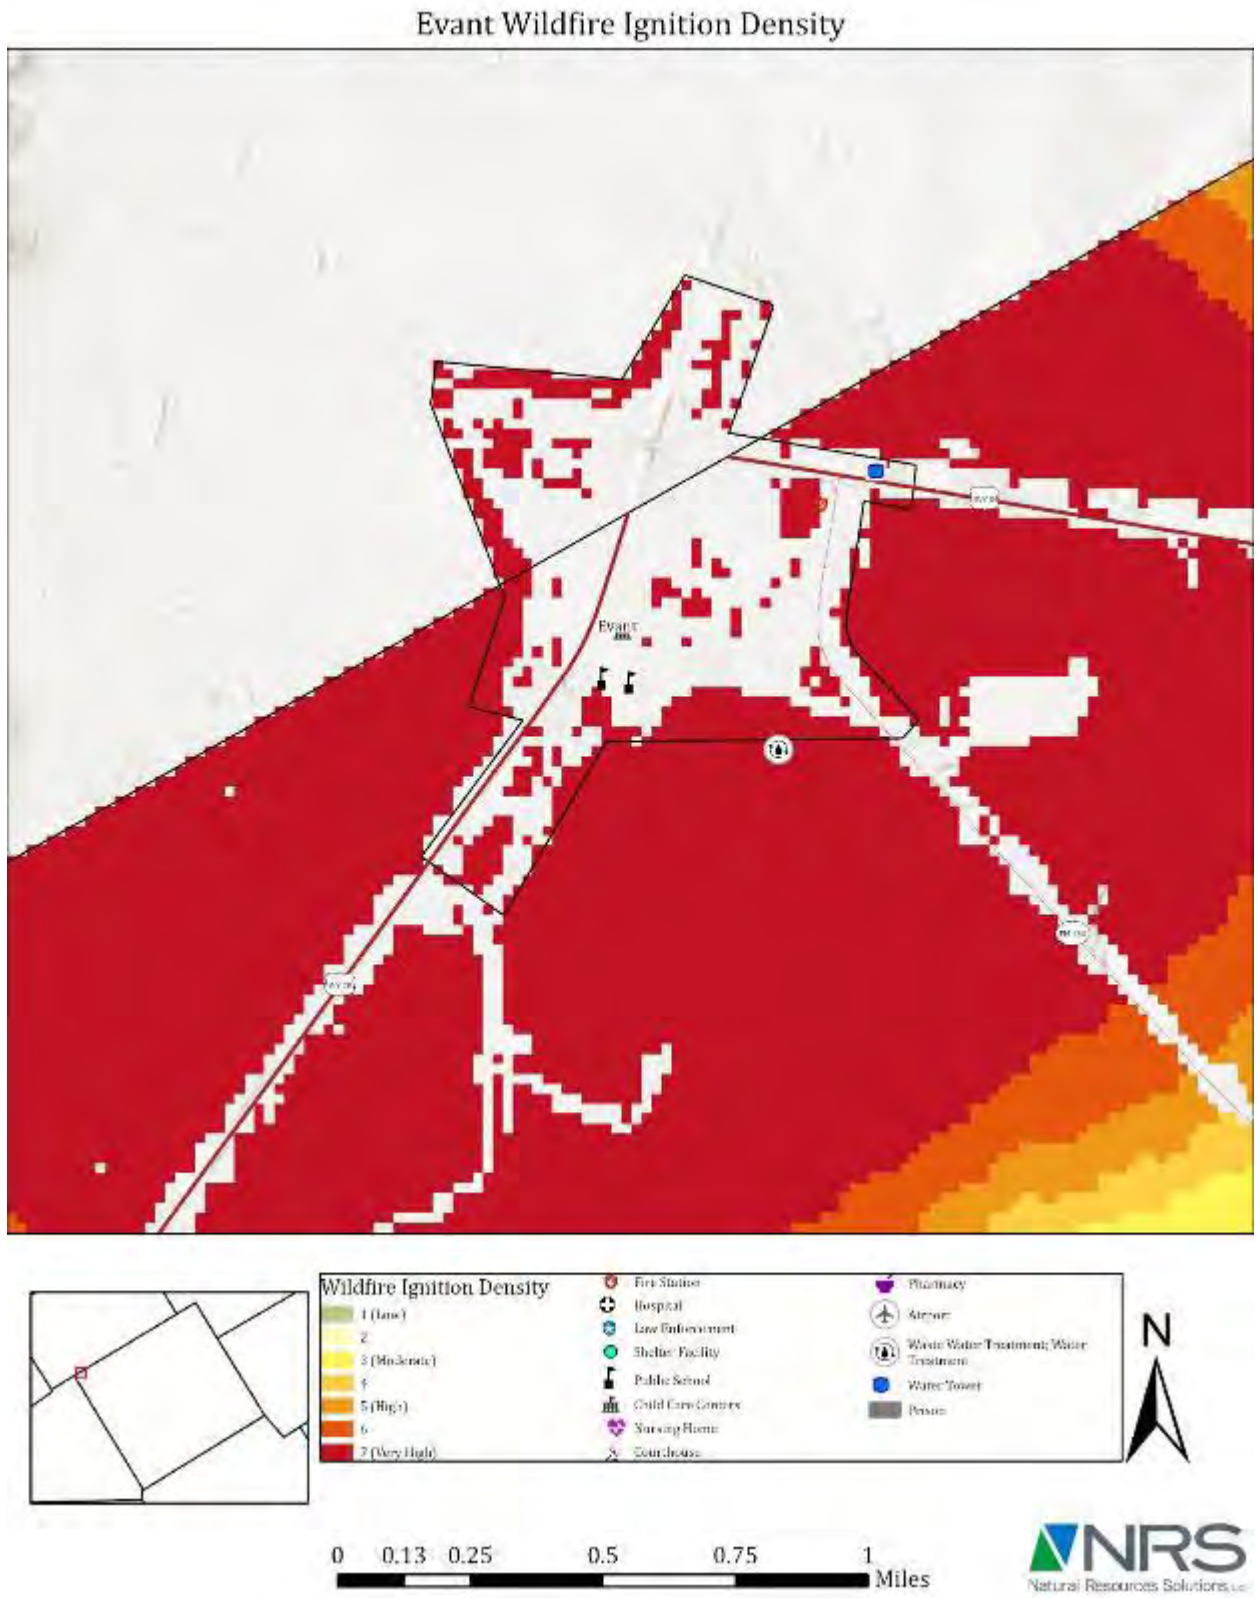 Evant Wildfire Ignition Density
Evant
Wildfire Ignition Density
1 (Low)
2
3 (Moderate)
4
5 (High)
6
7 (Very High)
Fire Station
Hospital
Law Enforcement
Shelter Facility
Public School
Child Care Centers
Nursing Home
Courthouse
Pharmacy
Airport
Waste Water Treatment; Water
Treatment
Water Tower
Prison
N
0 0.13 0.25 0.5 0.75 1
Miles
NRS
Natural Resources Solutions